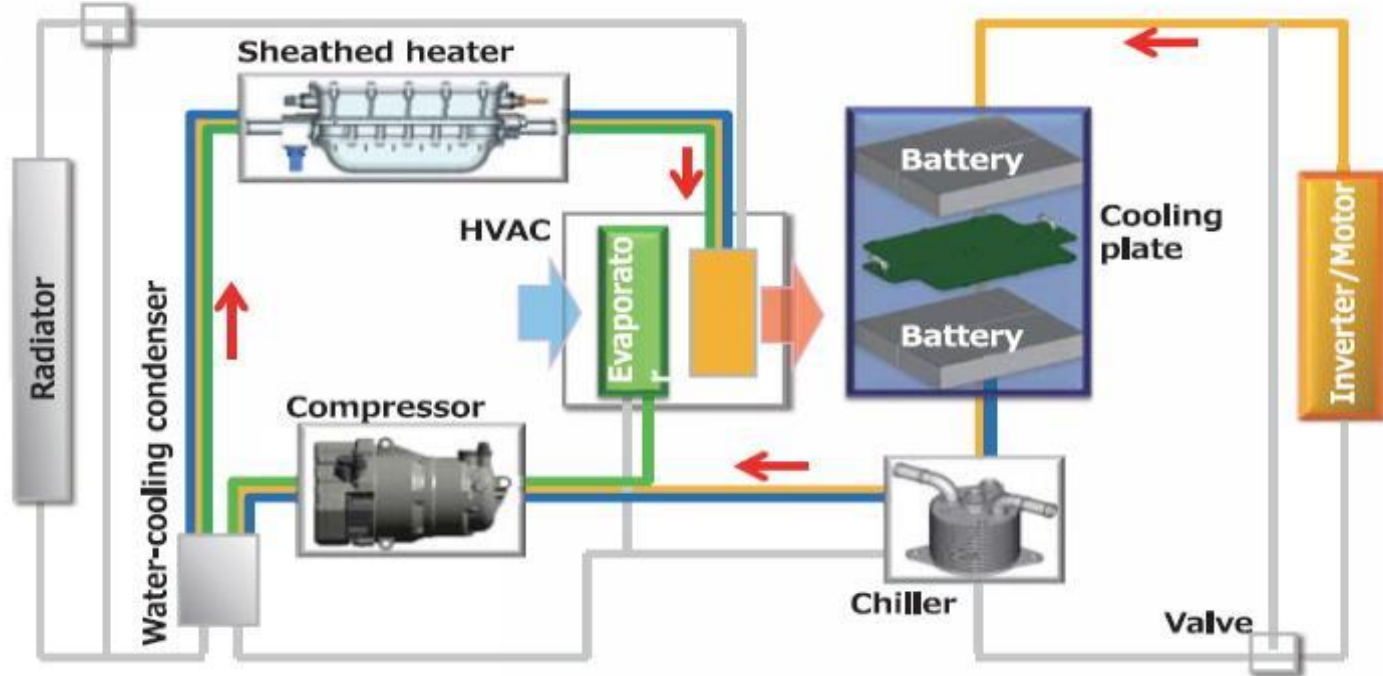 Sheathed heater
HVAC
Evaporato
r
Radiator
Water-cooling condenser
Compressor
Battery
Cooling
plate
Battery
Inverter/Motor
Chiller
Valve